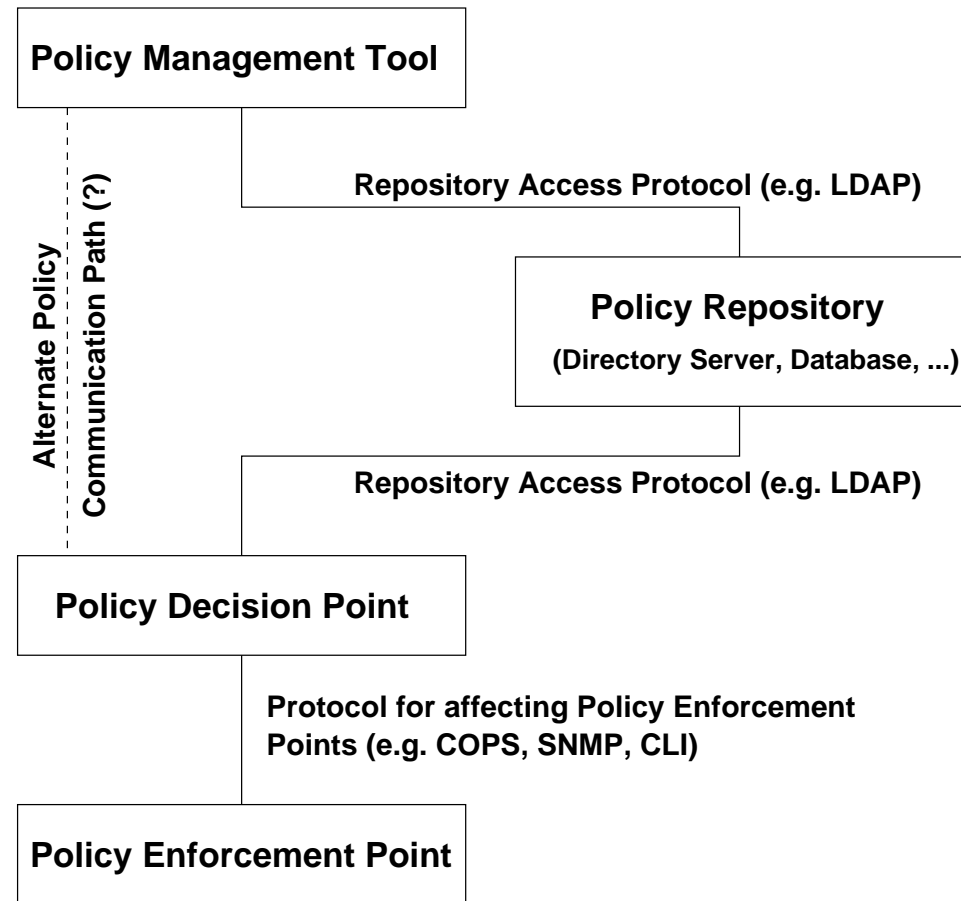 Policy Management Tool
Repository Access Protocol (e.g. LDAP)
Alternate Policy
Communication Path (?)
Policy Repository
(Directory Server, Database, ...)
Repository Access Protocol (e.g. LDAP)
Policy Decision Point
Protocol for affecting Policy Enforcement
Points (e.g. COPS, SNMP, CLI)
Policy Enforcement Point